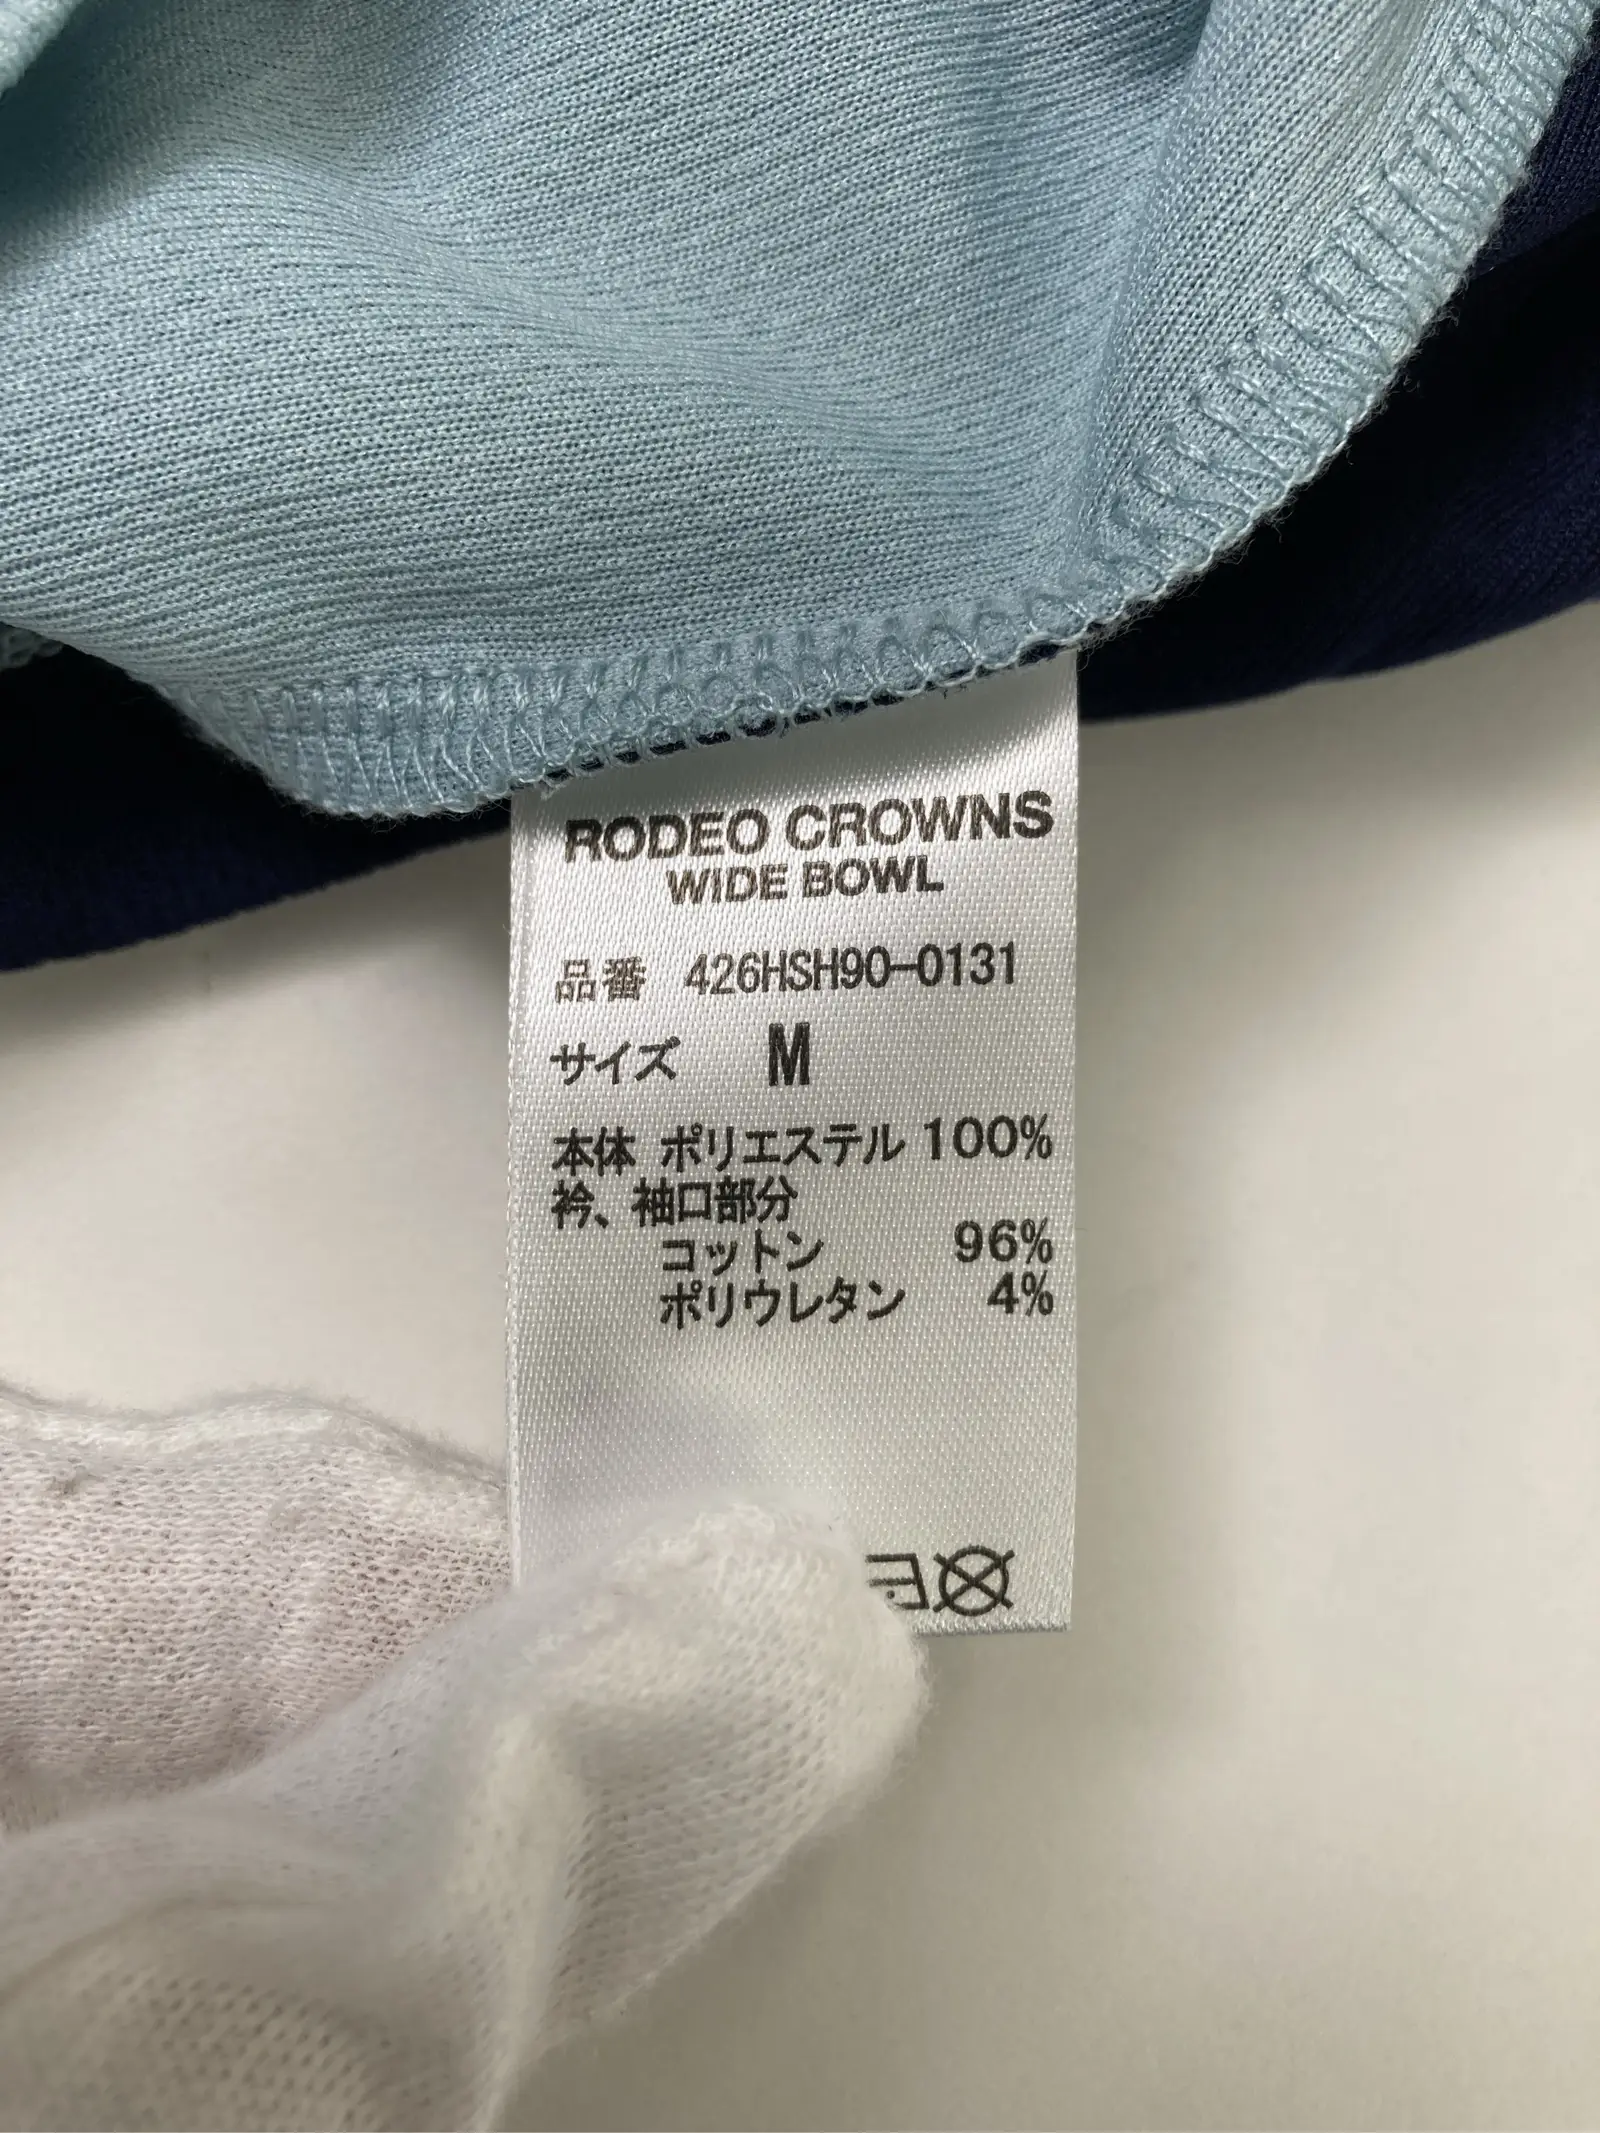 RODEO CROWNS
WIDE BOWL
品番 426HSH90-0131
サイズ M
本体 ポリエステル 100%
衿、袖口部分
コットン 96%
ポリウレタン 4%